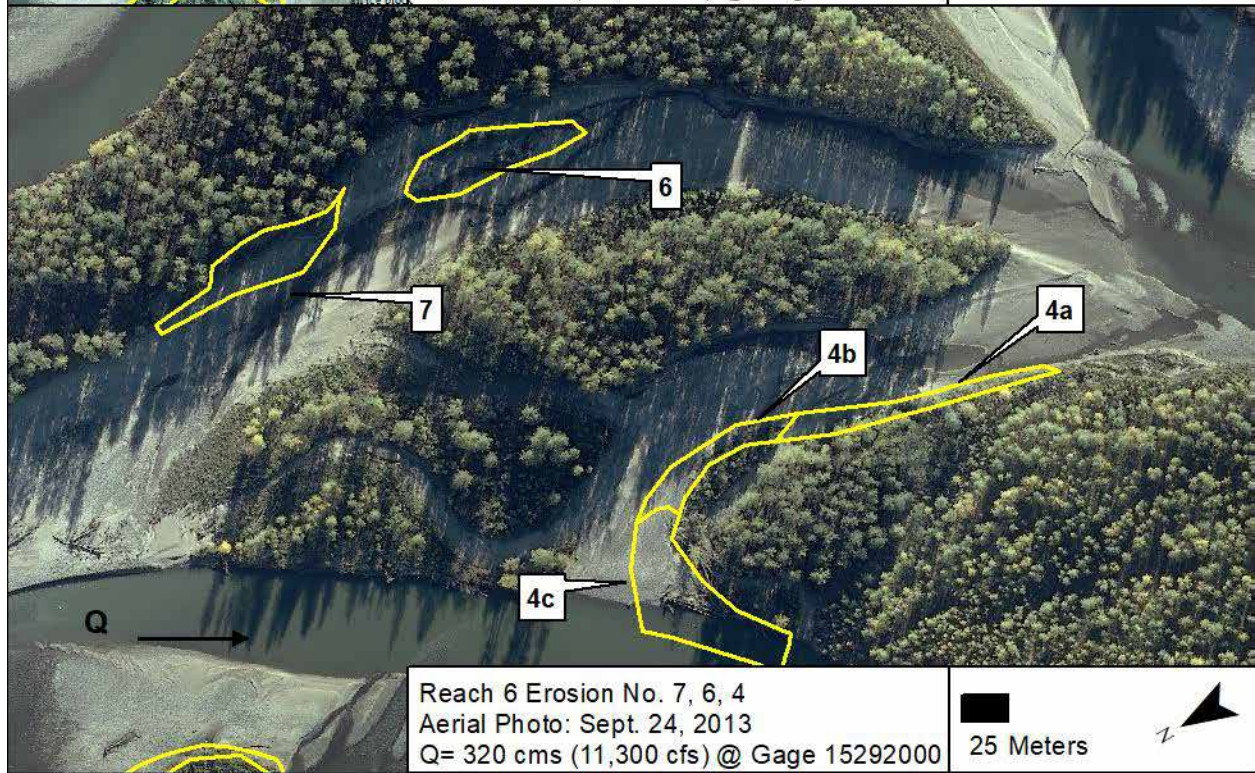 6
7
4a
4b
4c
Q
Reach 6 Erosion No. 7, 6, 4
Aerial Photo: Sept. 24, 2013
Q= 320 cms (11,300 cfs) @ Gage 15292000
25 Meters
N